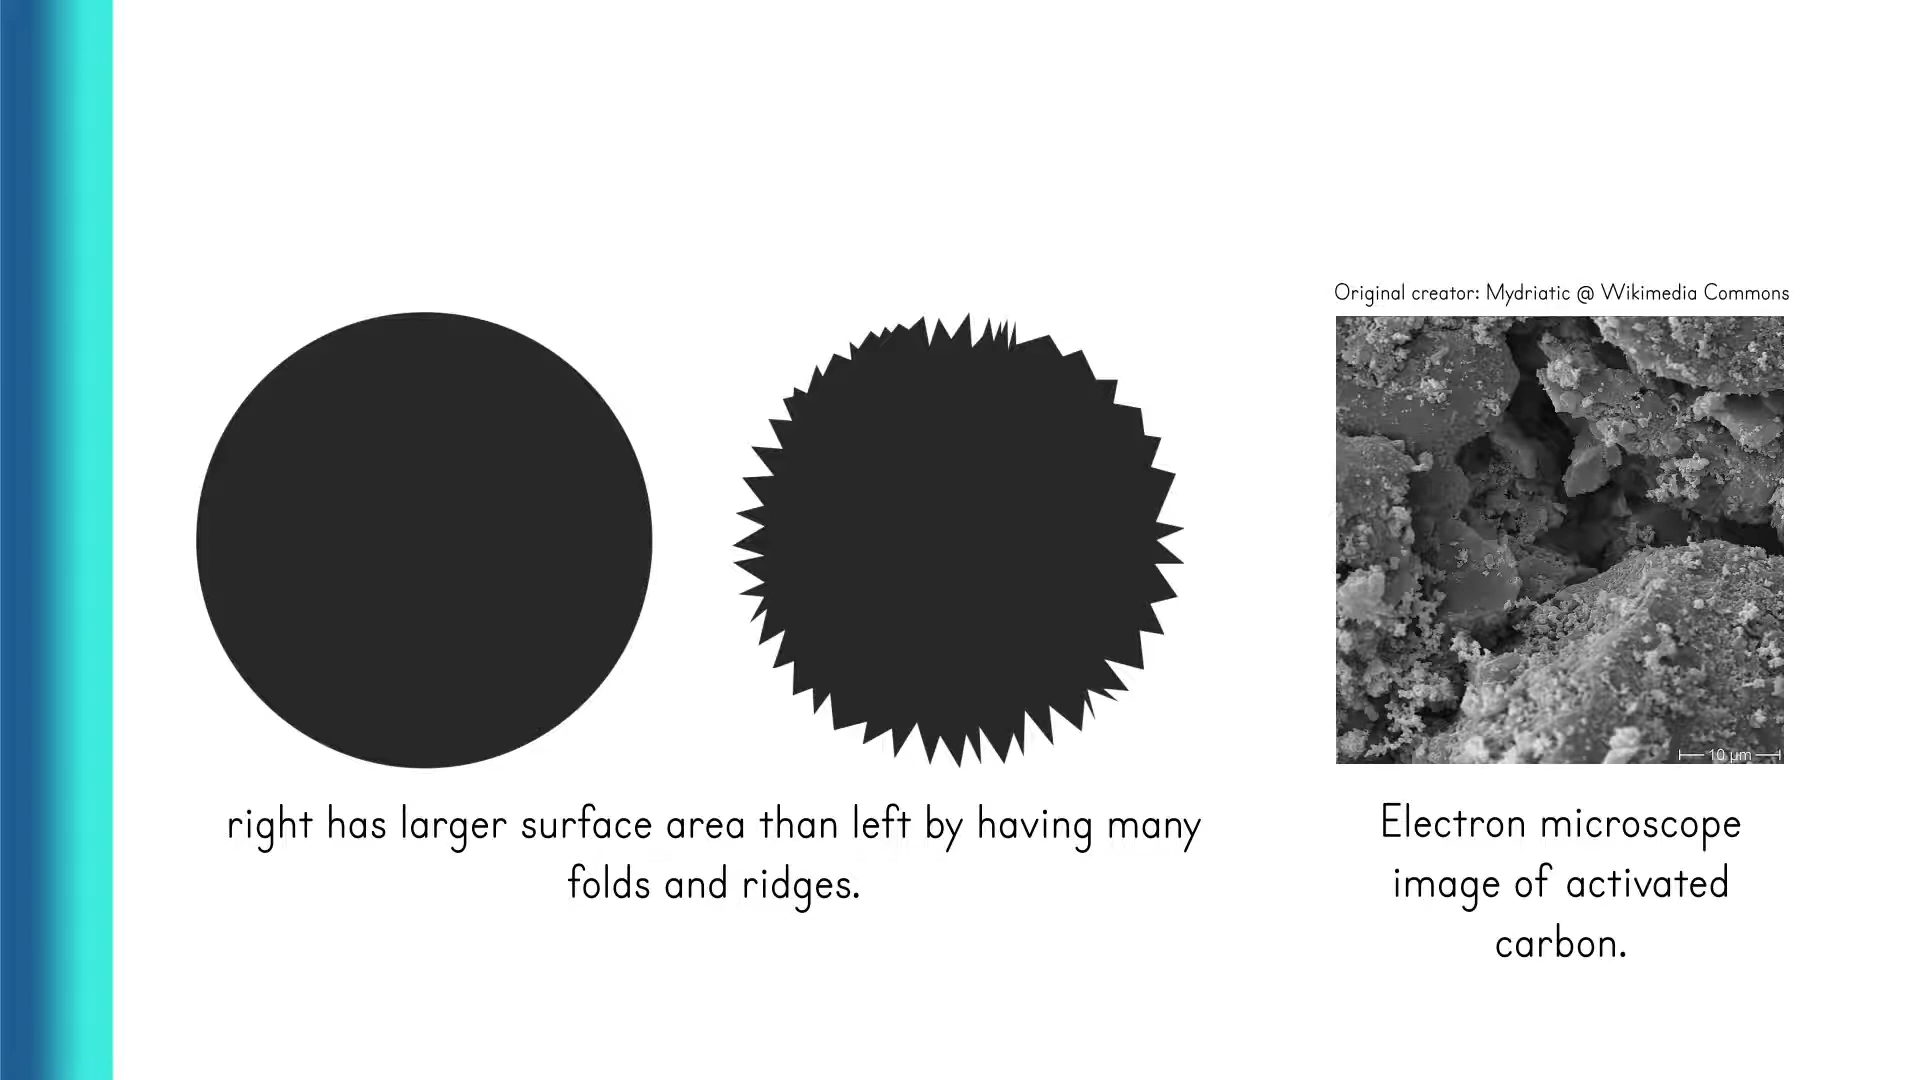 Original creator: Mydriatic @ Wikimedia Commons
10 µm
right has larger surface area than left by having many
folds and ridges.
Electron microscope
image of activated
carbon.